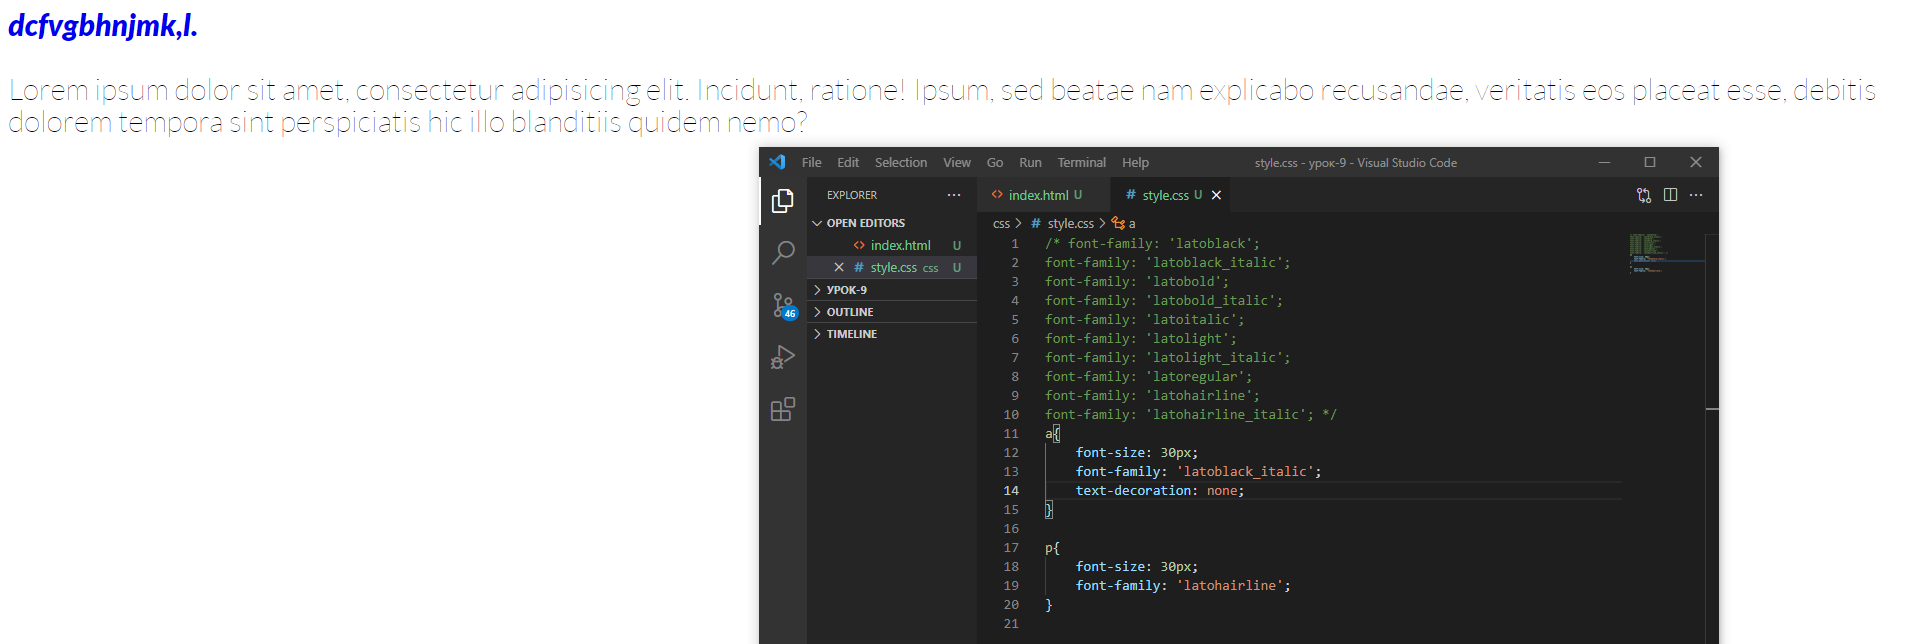 dcfvgbhnjmk,l.
Lorem ipsum dolor sit amet, consectetur adipisicing elit. Incidunt, ratione! Ipsum, sed beatae nam explicabo recusandae, veritatis eos placeat esse, debitis
dolorem tempora sint perspiciatis hic illo blanditiis quidem nemo?
File Edit Selection View Go Run Terminal Help style.css - урок-9 - Visual Studio Code
EXPLORER
index.html U
style.css U
OPEN EDITORS
index.html U
style.css css U
УРОК-9
OUTLINE
TIMELINE
46
css > style.css > a
1 /* font-family: 'latoblack';
2 font-family: 'latoblack_italic';
3 font-family: 'latobold';
4 font-family: 'latobold_italic';
5 font-family: 'latoitalic';
6 font-family: 'latolight';
7 font-family: 'latolight_italic';
8 font-family: 'latoregular';
9 font-family: 'latohairline';
10 font-family: 'latohairline_italic'; */
11 a{
12 font-size: 30px;
13 font-family: 'latoblack_italic';
14 text-decoration: none;
15 }
16
17 p{
18 font-size: 30px;
19 font-family: 'latohairline';
20 }
21